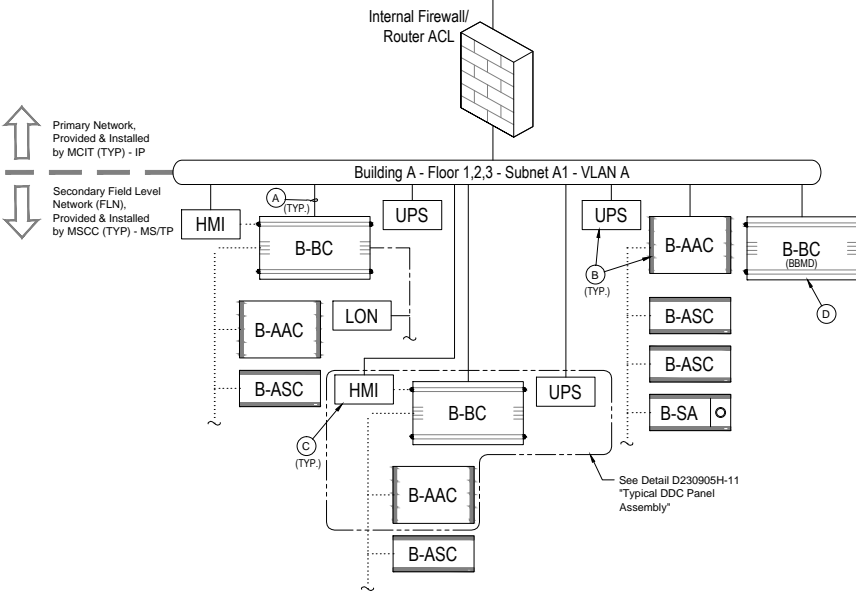 Internal Firewall/
Router ACL
Primary Network,
Provided & Installed
by MCIT (TYP) - IP
Building A - Floor 1,2,3 - Subnet A1 - VLAN A
Secondary Field Level
Network (FLN),
Provided & Installed
by MSCC (TYP) - MS/TP
A
(TYP.)
HMI
B-BC
UPS
UPS
B
(TYP.)
B-AAC
B-BC
(BBMD)
D
B-AAC
LON
B-ASC
B-ASC
B-ASC
B-SA
HMI
B-BC
UPS
C
(TYP.)
B-AAC
B-ASC
See Detail D230905H-11
"Typical DDC Panel
Assembly"